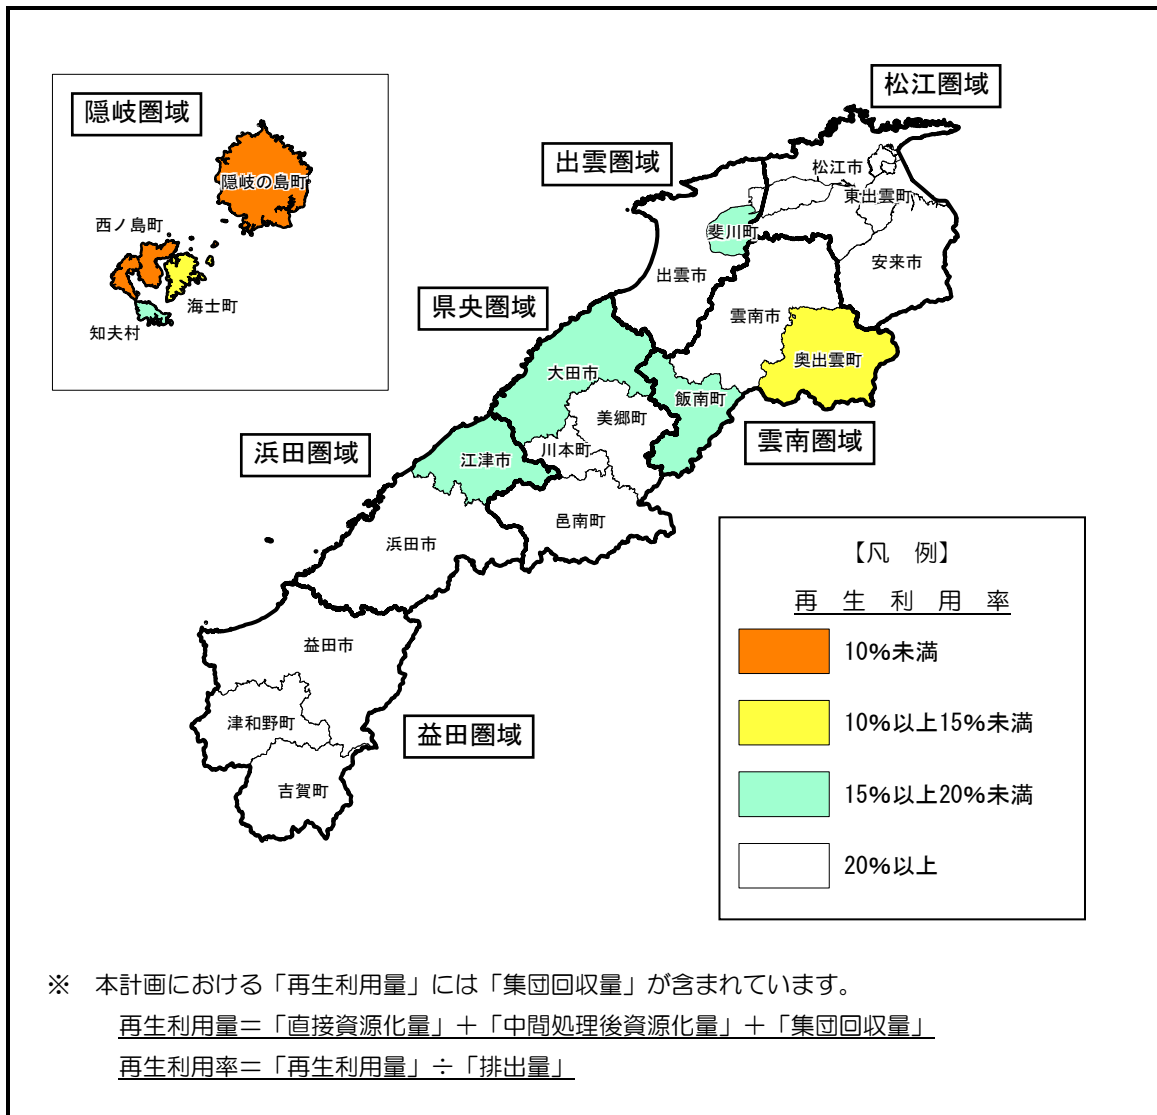 松江圏域
隠岐圏域
出雲圏域
松江市
隠岐の島町
東出雲町
西ノ島町
斐川町
安来市
出雲市
海士町
県央圏域
雲南市
知夫村
奥出雲町
大田市
飯南町
美郷町
浜田圏域
雲南圏域
川本町
江津市
邑南町
浜田市
【凡 例】
再 生 利 用 率
10%未満
10%以上15%未満
15%以上20%未満
20%以上
益田市
津和野町
益田圏域
吉賀町
※ 本計画における「再生利用量」には「集団回収量」が含まれています。
再生利用量＝「直接資源化量」＋「中間処理後資源化量」＋「集団回収量」
再生利用率＝「再生利用量」÷「排出量」